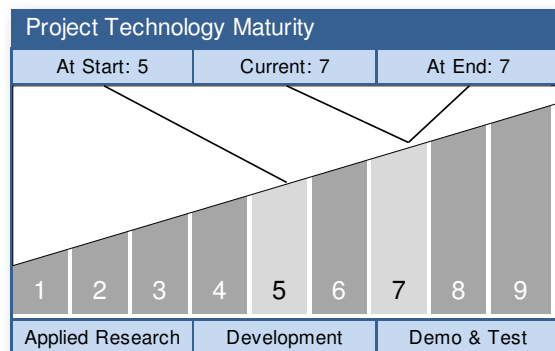 Project Technology Maturity
At Start: 5 Current: 7 At End: 7
1 2 3 4 5 6 7 8 9
Applied Research Development Demo & Test